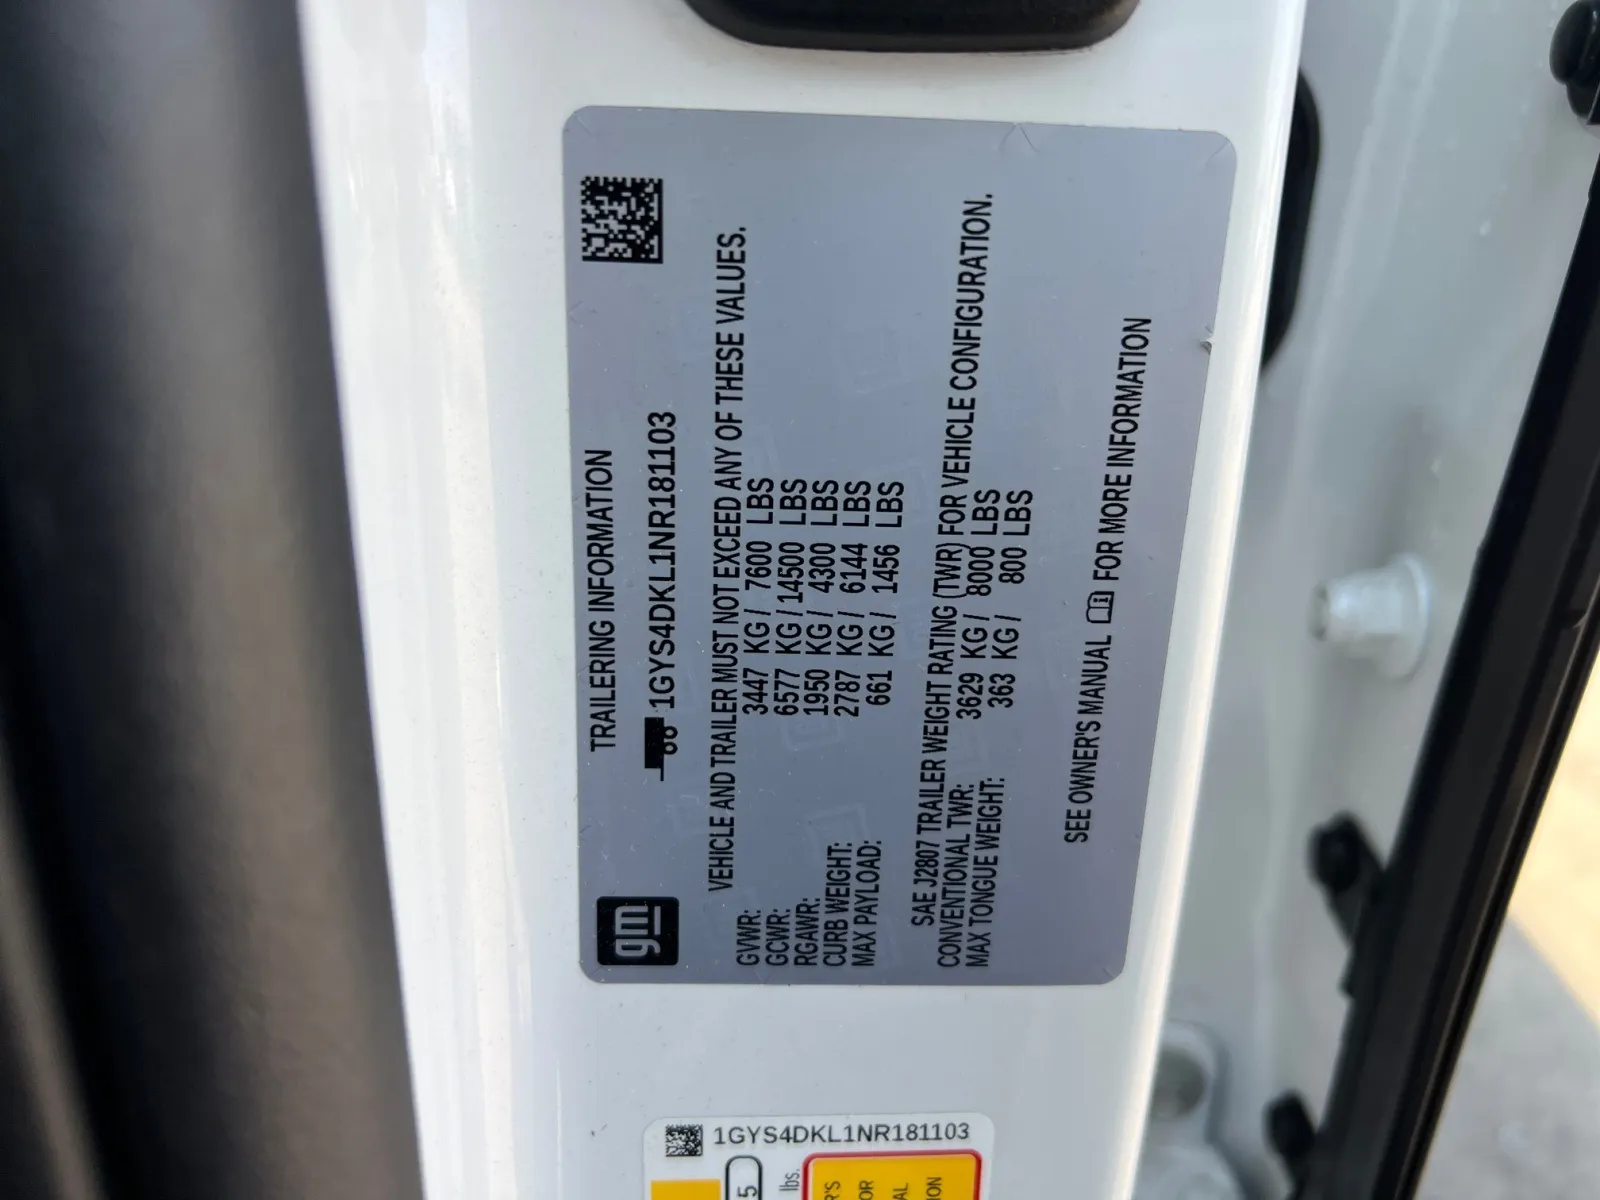 gm
TRAILERING INFORMATION
1GYS4DKL1NR181103
VEHICLE AND TRAILER MUST NOT EXCEED ANY OF THESE VALUES.
GVWR: 3447 KG / 7600 LBS
GCWR: 6577 KG / 14500 LBS
RGAWR: 1950 KG / 4300 LBS
CURB WEIGHT: 2787 KG / 6144 LBS
MAX PAYLOAD: 661 KG / 1456 LBS
SAE J2807 TRAILER WEIGHT RATING (TWR) FOR VEHICLE CONFIGURATION.
CONVENTIONAL TWR: 3629 KG / 8000 LBS
MAX TONGUE WEIGHT: 363 KG / 800 LBS
SEE OWNER'S MANUAL FOR MORE INFORMATION
1GYS4DKL1NR181103
5
lbs.